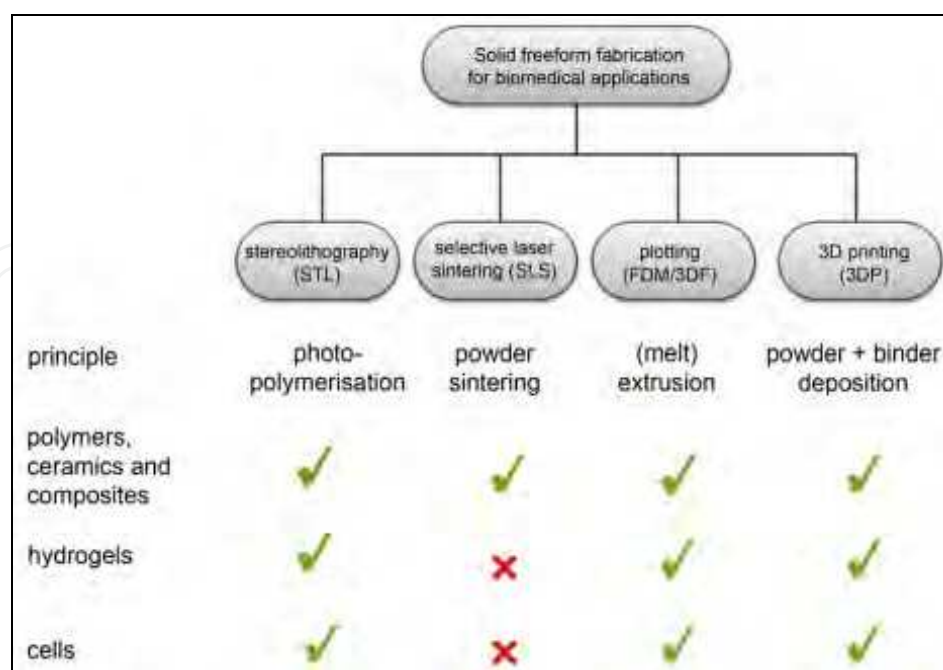 Solid freeform fabrication
for biomedical applications
stereolithography
(STL)
selective laser
sintering (SLS)
plotting
(FDM/3DF)
3D printing
(3DP)
principle
photo-
polymerisation
powder
sintering
(melt)
extrusion
powder + binder
deposition
polymers,
ceramics and
composites
hydrogels
cells